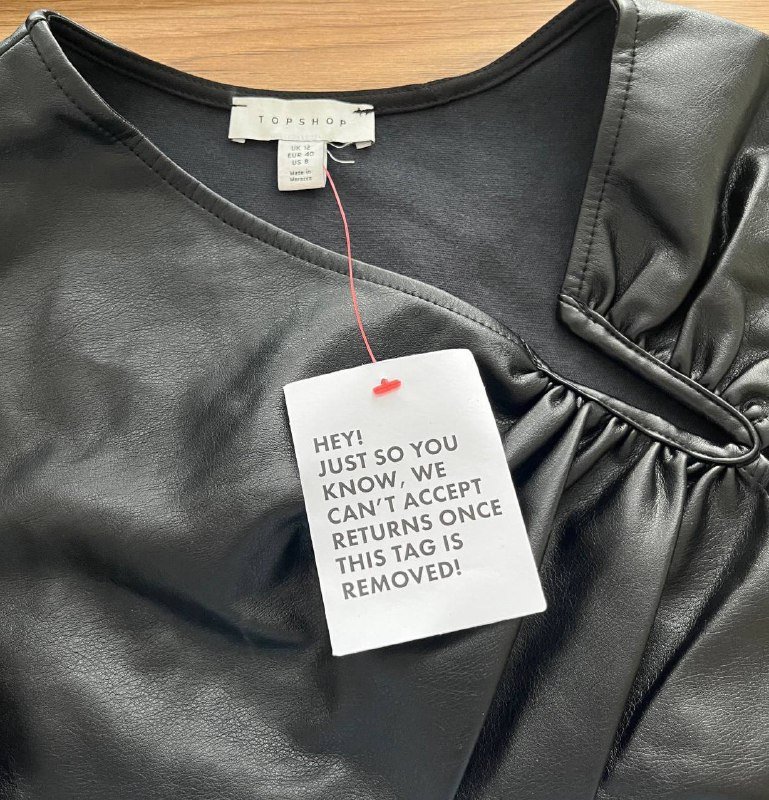 TOPSHOP
UK 12
EUR 40
US 8
Made in
Morocco
HEY!
JUST SO YOU
KNOW, WE
CAN'T ACCEPT
RETURNS ONCE
THIS TAG IS
REMOVED!